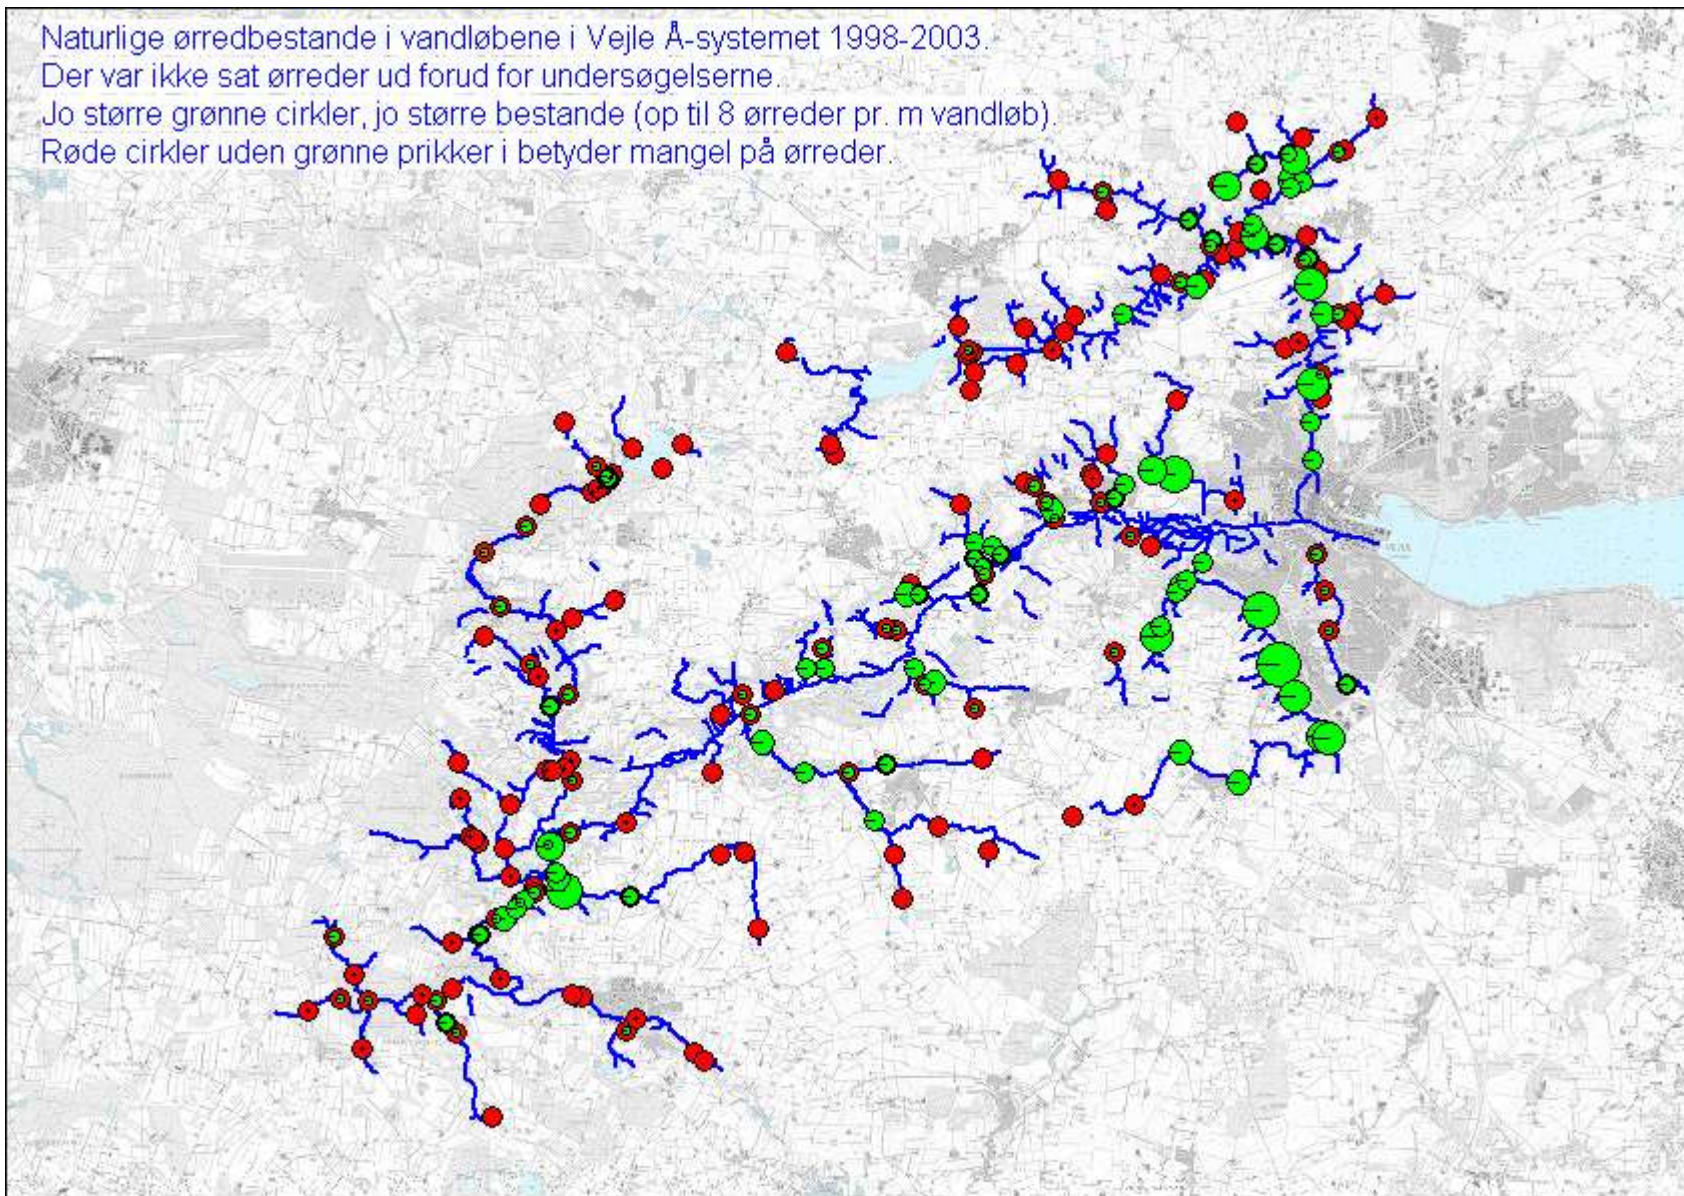 Naturlige ørredbestande i vandløbene i Vejle Å-systemet 1998-2003.
Der var ikke sat ørreder ud forud for undersøgelserne.
Jo større grønne cirkler, jo større bestande (op til 8 ørreder pr. m vandløb).
Røde cirkler uden grønne prikker i betyder mangel på ørreder.